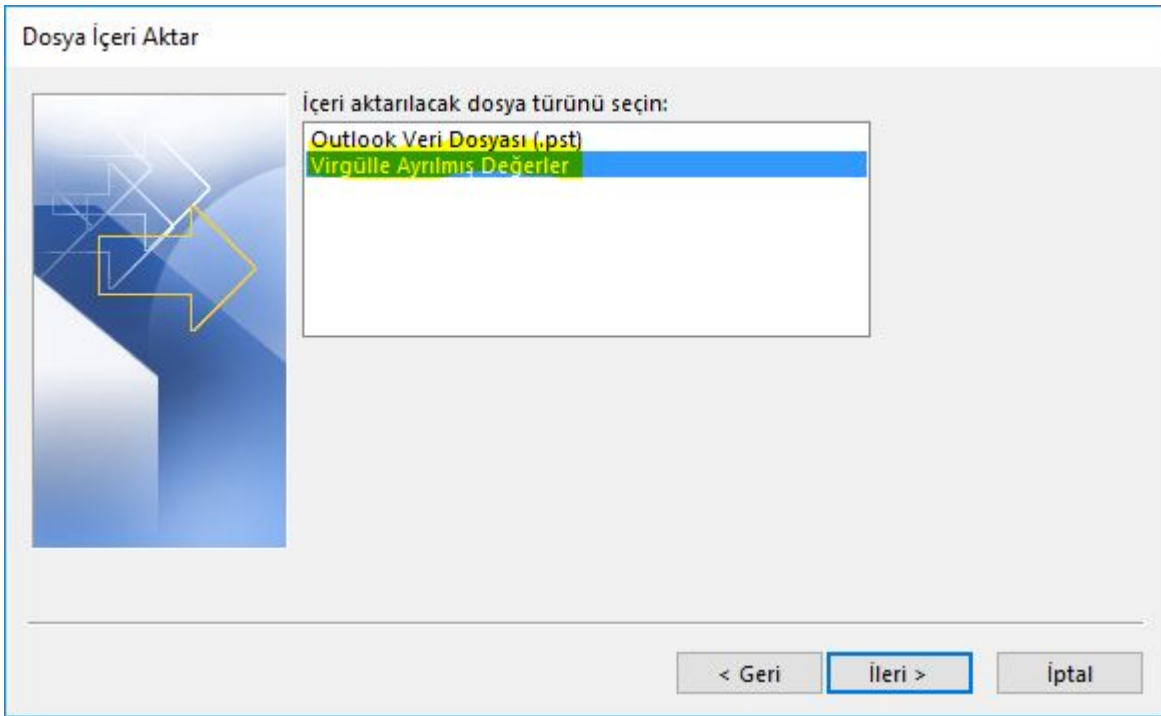 Dosya İçeri Aktar
İçeri aktarılacak dosya türünü seçin:
Outlook Veri Dosyası (.pst)
Virgülle Ayrılmış Değerler
< Geri
İleri >
İptal